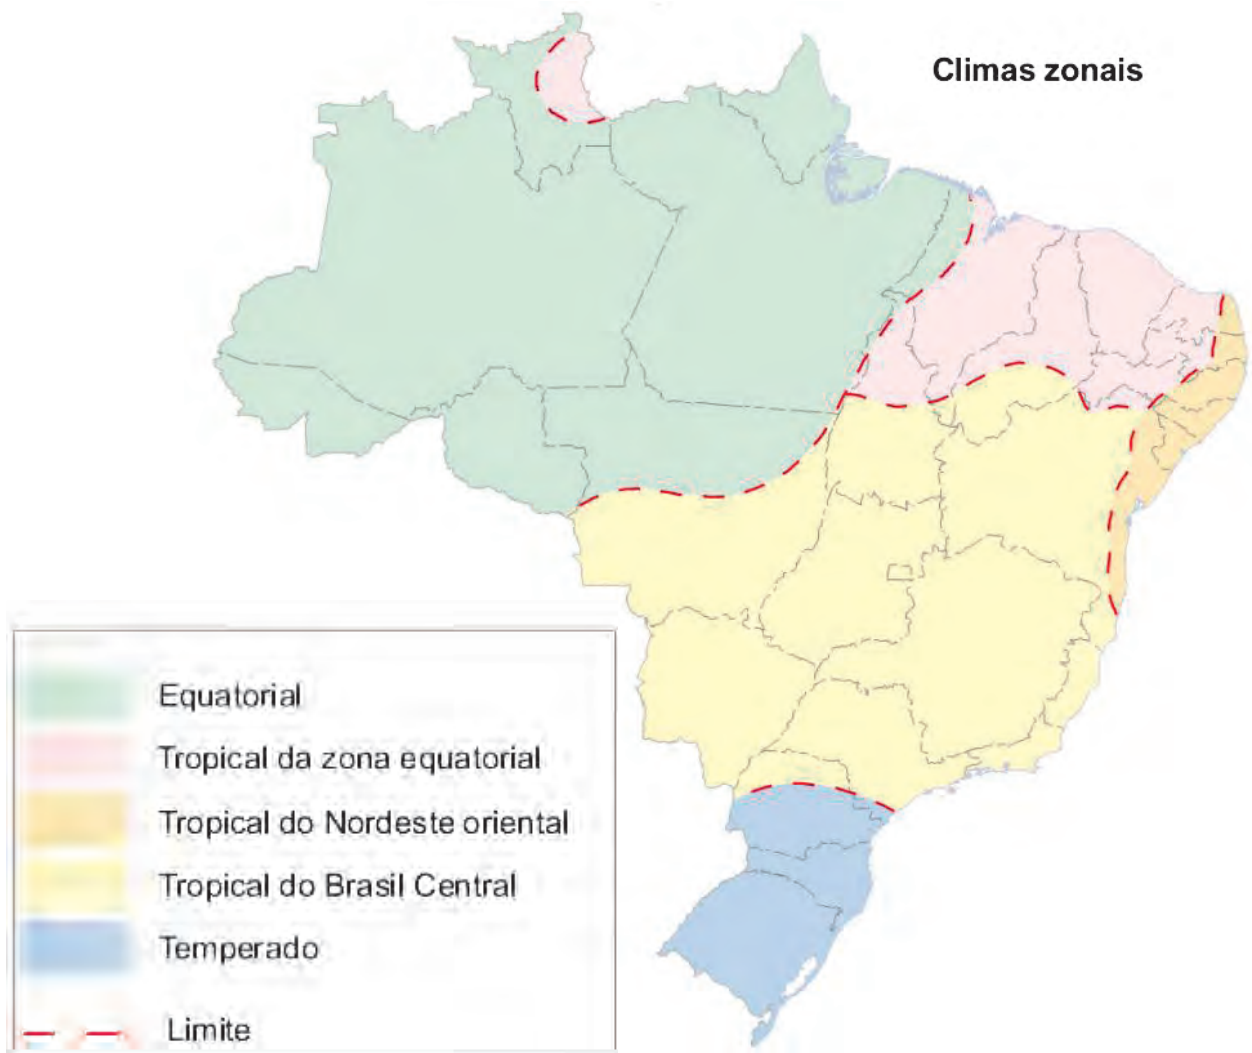 Climas zonais
Equatorial
Tropical da zona equatorial
Tropical do Nordeste oriental
Tropical do Brasil Central
Temperado
Limite